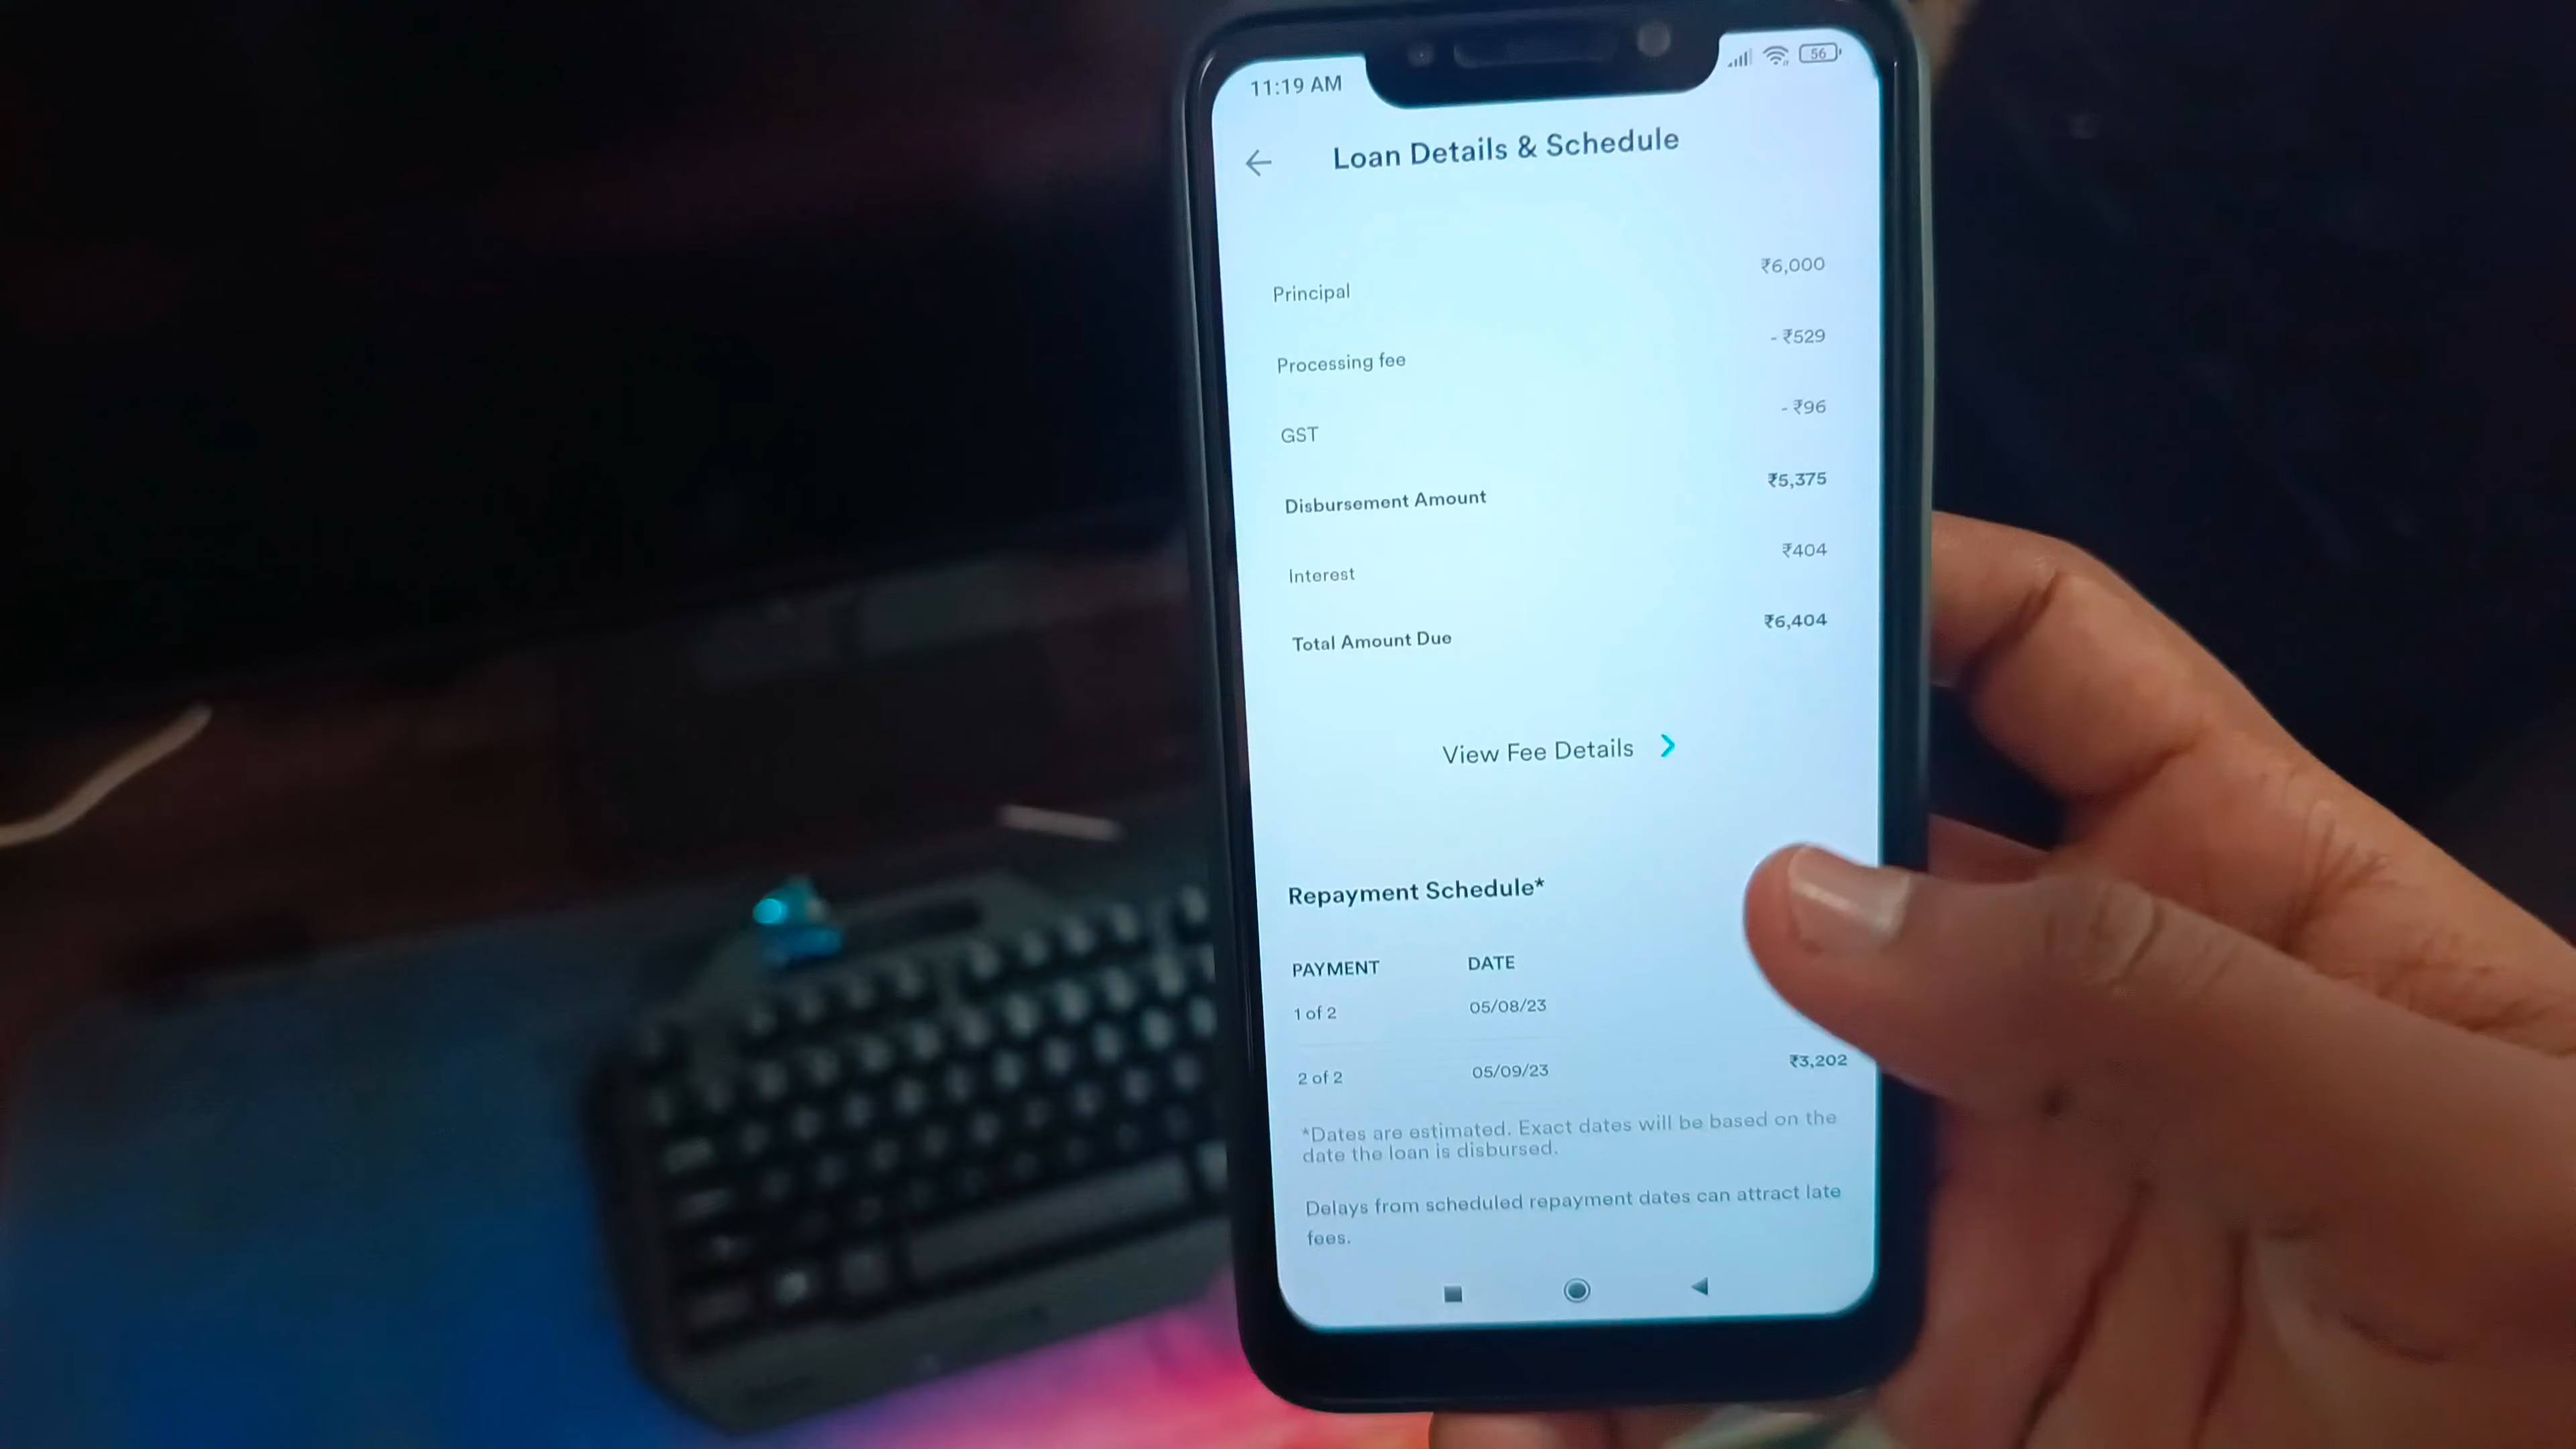 11:19 AM
56
Loan Details & Schedule
Principal ₹6,000
Processing fee - ₹529
GST - ₹96
Disbursement Amount ₹5,375
Interest ₹404
Total Amount Due ₹6,404
View Fee Details
Repayment Schedule*
PAYMENT DATE
1 of 2 05/08/23
2 of 2 05/09/23 ₹3,202
*Dates are estimated. Exact dates will be based on the
date the loan is disbursed.
Delays from scheduled repayment dates can attract late
fees.